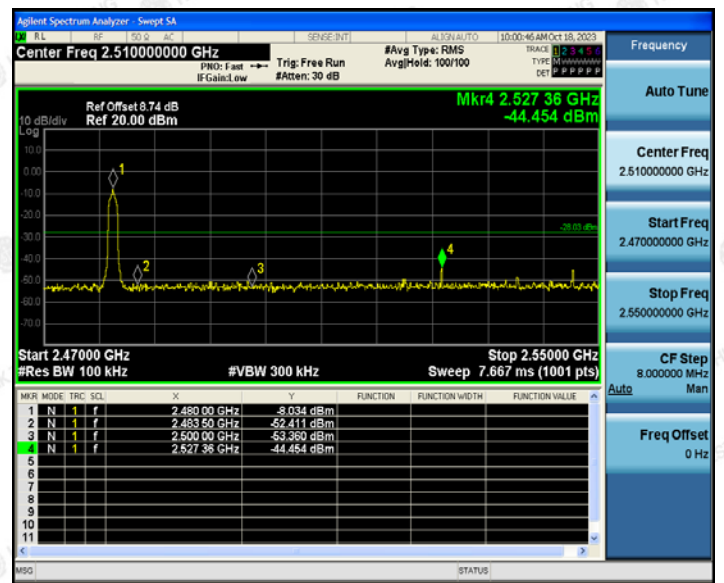 Agilent Spectrum Analyzer - Swept SA
RL RF 50 Ω AC SENSE:INT ALIGNAUTO 10:00:46 AM Oct 18, 2023
Center Freq 2.510000000 GHz #Avg Type: RMS TRACE 1 2 3 4 5 6
PNO: Fast Trig: Free Run Avg|Hold: 100/100 TYPE M
IFGain:Low #Atten: 30 dB DET P P P P P P
Mkr4 2.527 36 GHz
-44.454 dBm
Ref Offset 8.74 dB
10 dB/div Ref 20.00 dBm
Log
10.0
0.00
-10.0
-20.0
-30.0
-40.0
-50.0
-60.0
-70.0
1
2
3
4
-28.03 dBm
Start 2.47000 GHz Stop 2.55000 GHz
#Res BW 100 kHz #VBW 300 kHz Sweep 7.667 ms (1001 pts)
MKR MODE TRC SCL X Y FUNCTION FUNCTION WIDTH FUNCTION VALUE
1 N 1 f 2.480 00 GHz -8.034 dBm
2 N 1 f 2.483 50 GHz -52.411 dBm
3 N 1 f 2.500 00 GHz -53.360 dBm
4 N 1 f 2.527 36 GHz -44.454 dBm
5
6
7
8
9
10
11
MSG STATUS
Frequency
Auto Tune
Center Freq
2.510000000 GHz
Start Freq
2.470000000 GHz
Stop Freq
2.550000000 GHz
CF Step
8.000000 MHz
Auto Man
Freq Offset
0 Hz